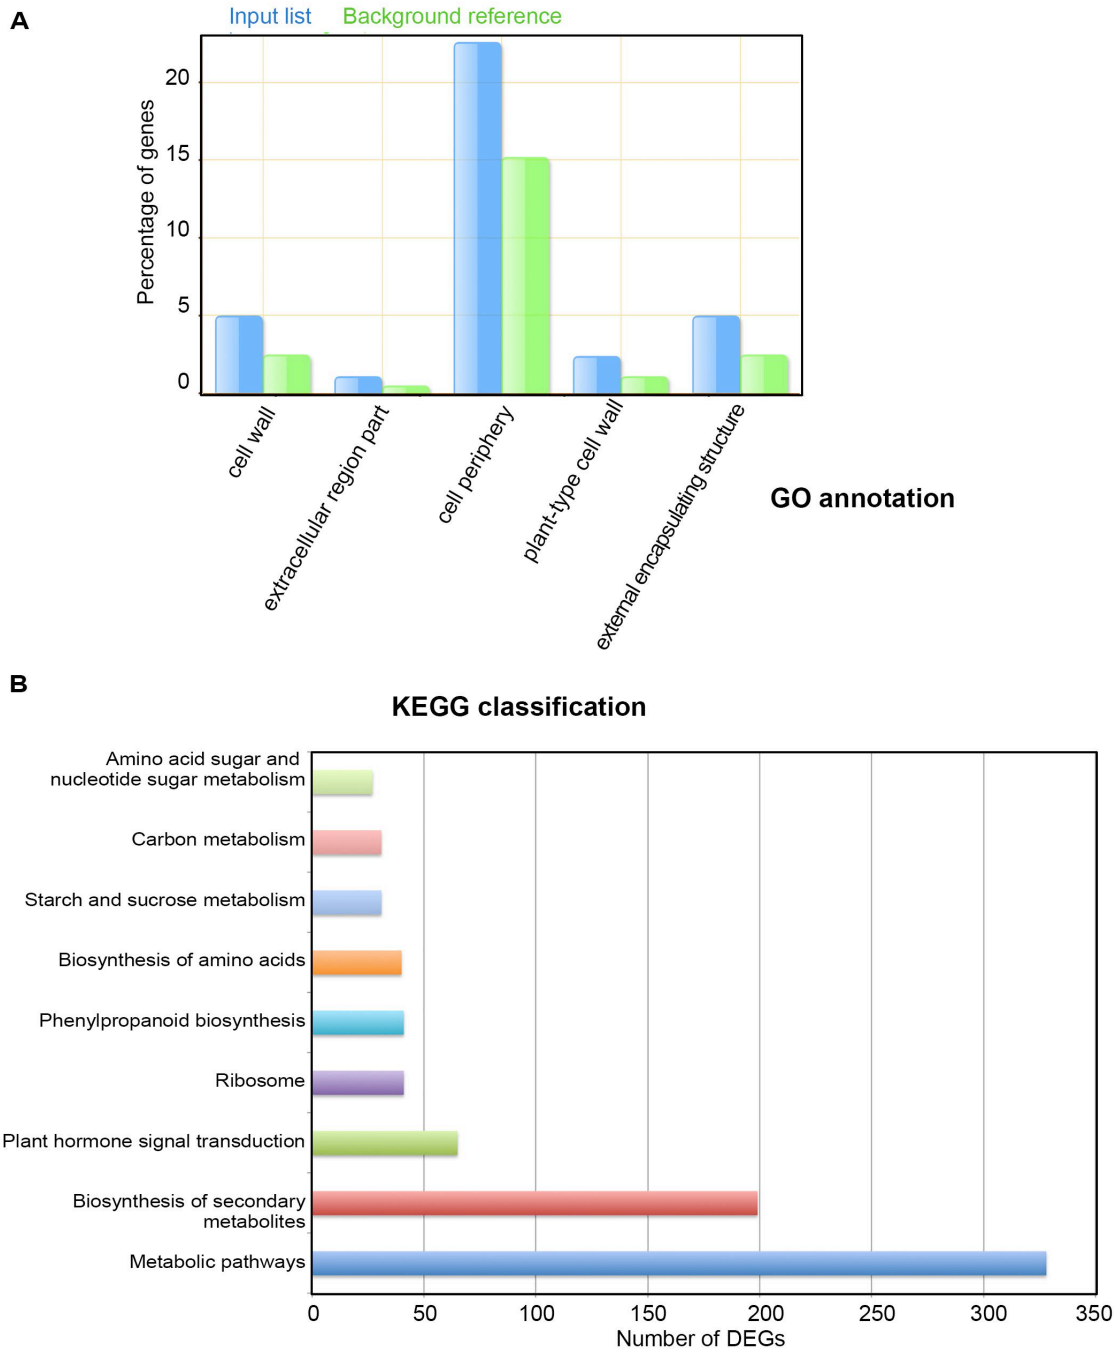 A
Input list Background reference
Percentage of genes
20
15
10
5
0
cell wall
extracellular region part
cell periphery
plant-type cell wall
external encapsulating structure
GO annotation
B
KEGG classification
Amino acid sugar and
nucleotide sugar metabolism
Carbon metabolism
Starch and sucrose metabolism
Biosynthesis of amino acids
Phenylpropanoid biosynthesis
Ribosome
Plant hormone signal transduction
Biosynthesis of secondary
metabolites
Metabolic pathways
0 50 100 150 200 250 300 350
Number of DEGs